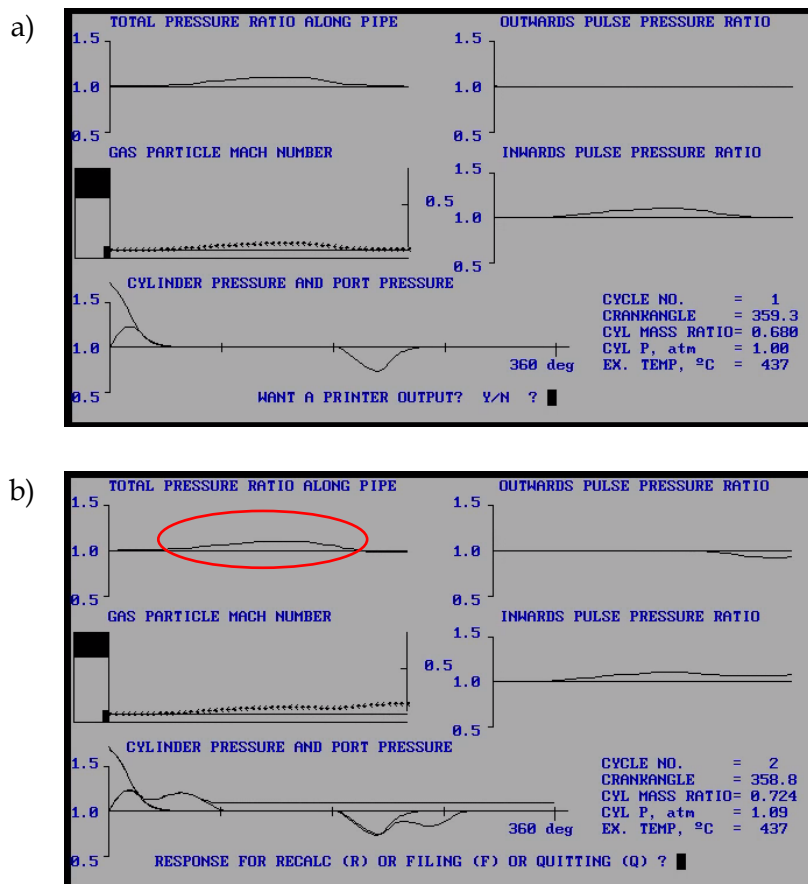 a)
TOTAL PRESSURE RATIO ALONG PIPE
OUTWARDS PULSE PRESSURE RATIO
1.5
1.5
1.0
1.0
0.5
0.5
GAS PARTICLE MACH NUMBER
INWARDS PULSE PRESSURE RATIO
1.5
0.5
1.0
0.5
CYLINDER PRESSURE AND PORT PRESSURE
1.5
1.0
0.5
360 deg
CYCLE NO. = 1
CRANKANGLE = 359.3
CYL MASS RATIO= 0.680
CYL P, atm = 1.00
EX. TEMP, ºC = 437
WANT A PRINTER OUTPUT? Y/N ?
b)
TOTAL PRESSURE RATIO ALONG PIPE
OUTWARDS PULSE PRESSURE RATIO
1.5
1.5
1.0
1.0
0.5
0.5
GAS PARTICLE MACH NUMBER
INWARDS PULSE PRESSURE RATIO
1.5
0.5
1.0
0.5
CYLINDER PRESSURE AND PORT PRESSURE
1.5
1.0
0.5
360 deg
CYCLE NO. = 2
CRANKANGLE = 358.8
CYL MASS RATIO= 0.724
CYL P, atm = 1.09
EX. TEMP, ºC = 437
RESPONSE FOR RECALC (R) OR FILING (F) OR QUITTING (Q) ?